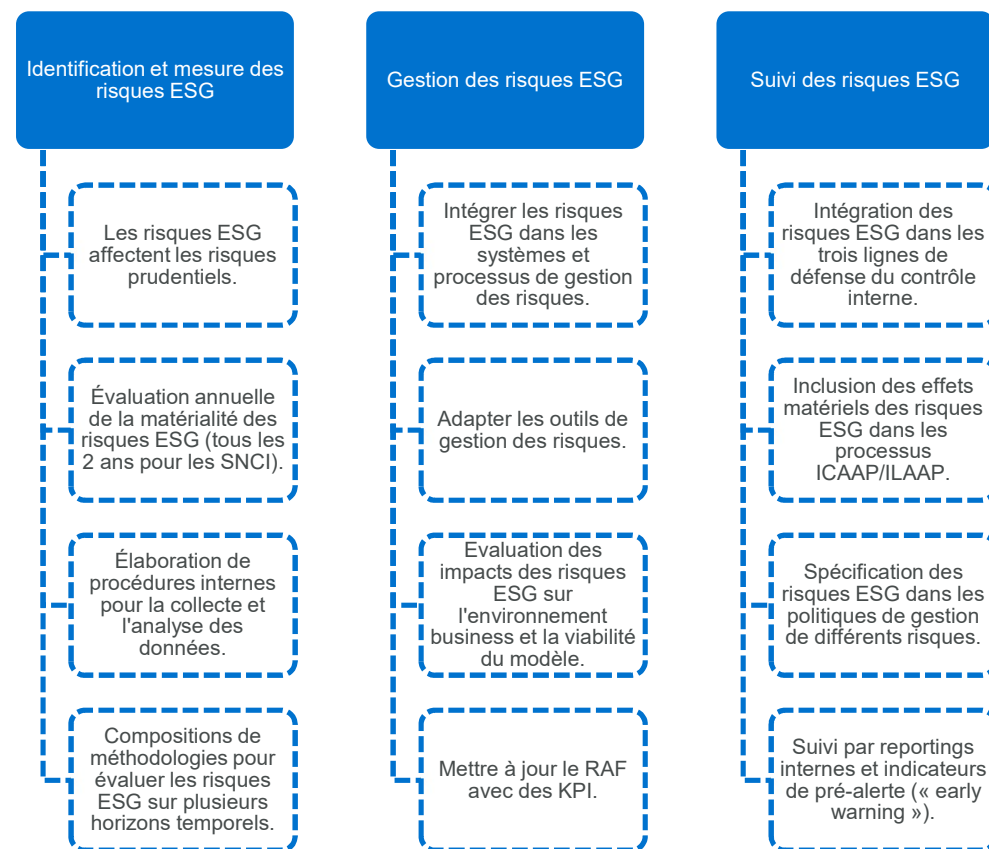 Identification et mesure des
risques ESG
Les risques ESG
affectent les risques
prudentiels.
Évaluation annuelle
de la matérialité des
risques ESG (tous les
2 ans pour les SNCI).
Élaboration de
procédures internes
pour la collecte et
l'analyse des
données.
Compositions de
méthodologies pour
évaluer les risques
ESG sur plusieurs
horizons temporels.
Gestion des risques ESG
Intégrer les risques
ESG dans les
systèmes et
processus de gestion
des risques.
Adapter les outils de
gestion des risques.
Evaluation des
impacts des risques
ESG sur
l'environnement
business et la viabilité
du modèle.
Mettre à jour le RAF
avec des KPI.
Suivi des risques ESG
Intégration des
risques ESG dans les
trois lignes de
défense du contrôle
interne.
Inclusion des effets
matériels des risques
ESG dans les
processus
ICAAP/ILAAP.
Spécification des
risques ESG dans les
politiques de gestion
de différents risques.
Suivi par reportings
internes et indicateurs
de pré-alerte (« early
warning »).